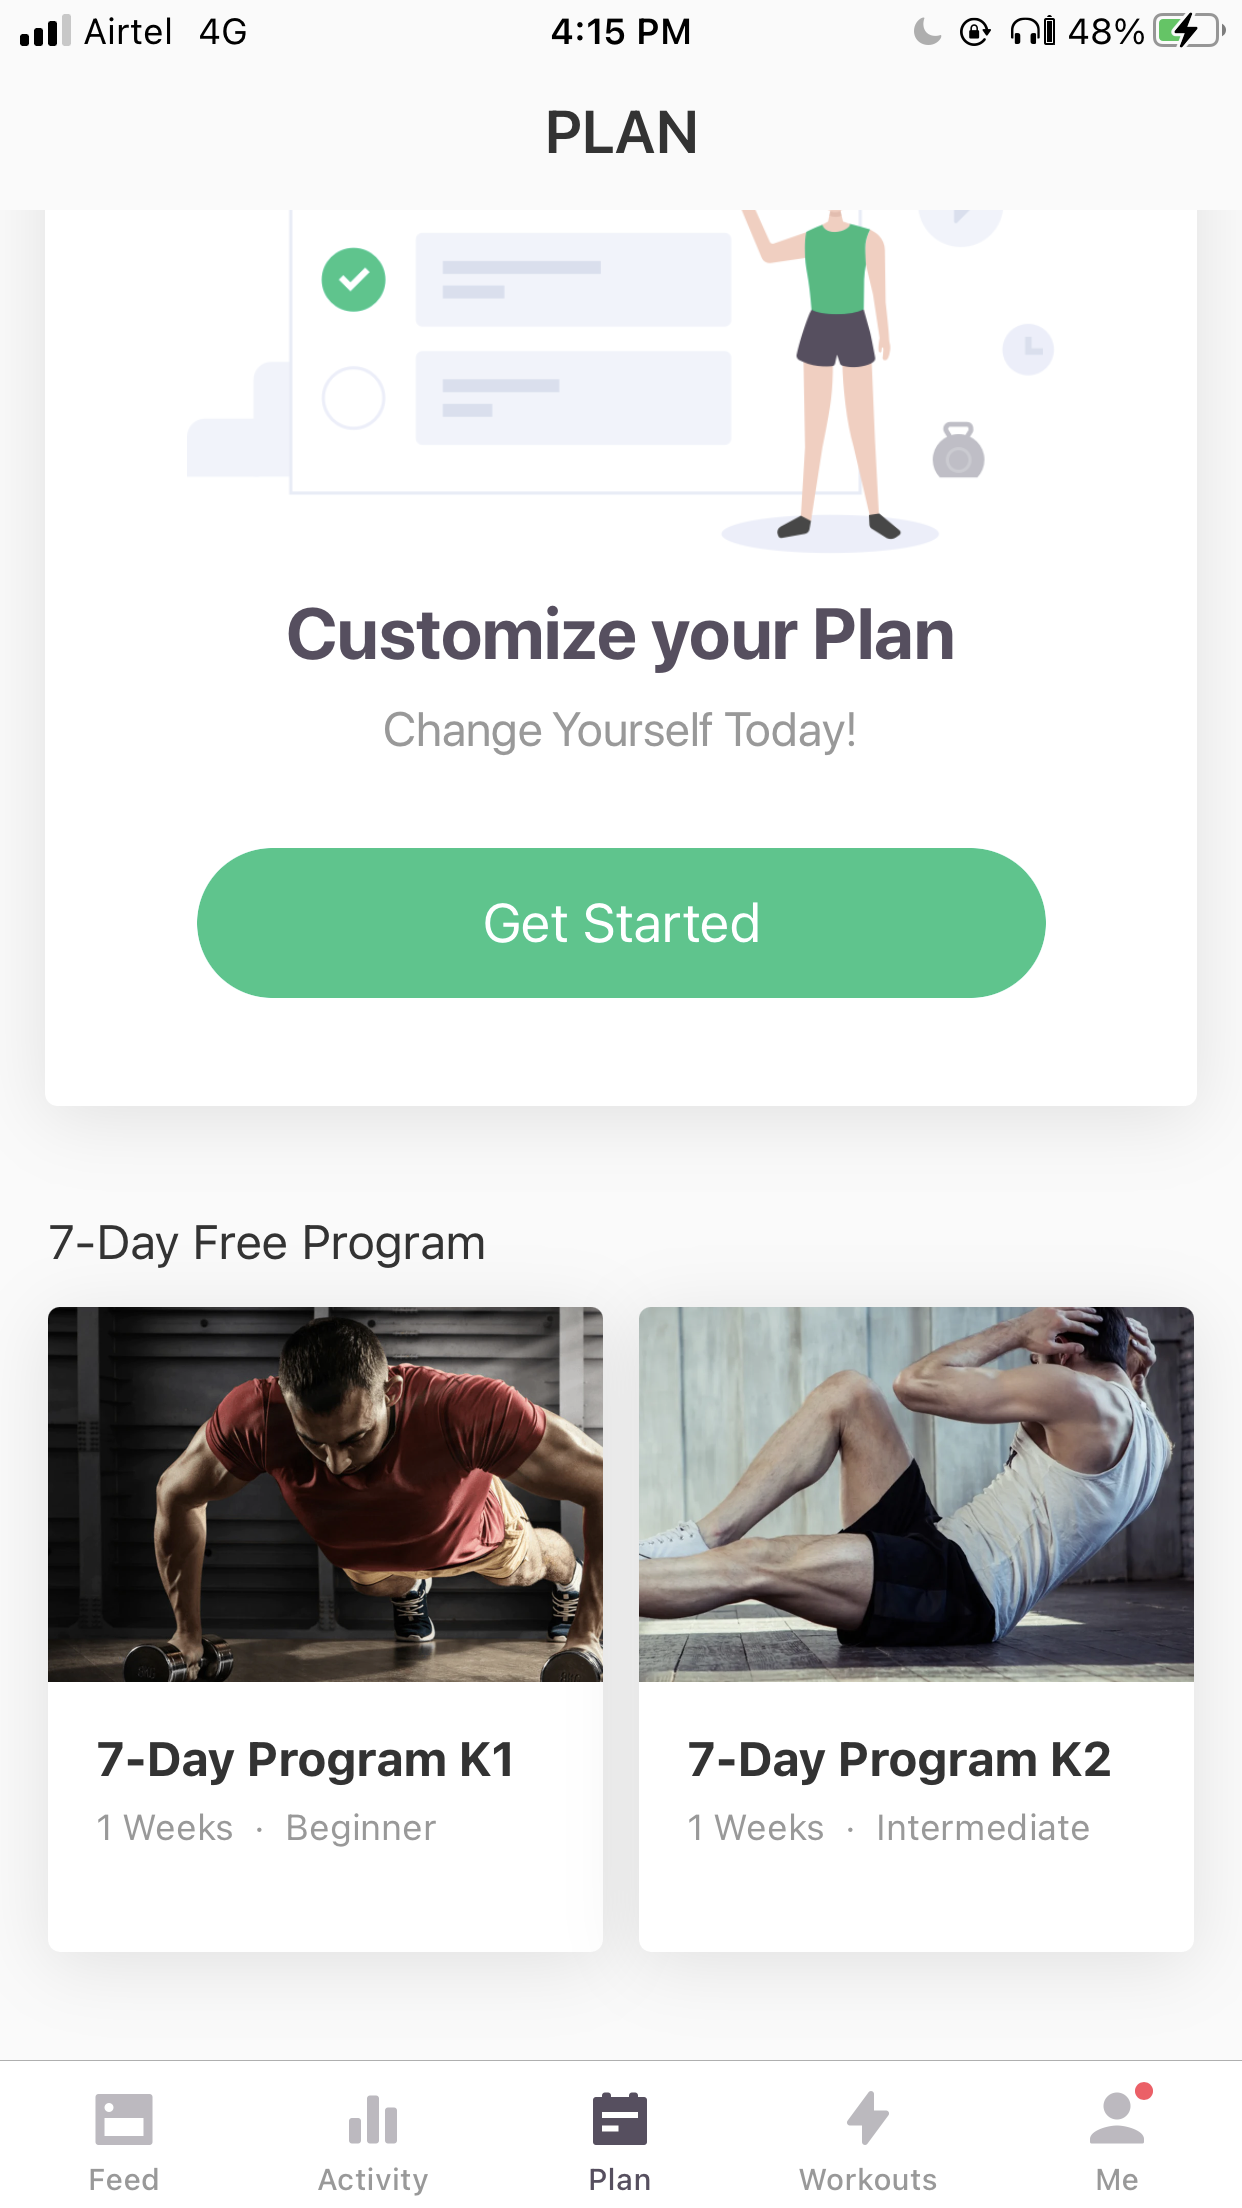 Airtel 4G 4:15 PM 48%
PLAN
Customize your Plan
Change Yourself Today!
Get Started
7-Day Free Program
7-Day Program K1
1 Weeks · Beginner
7-Day Program K2
1 Weeks · Intermediate
Feed Activity Plan Workouts Me